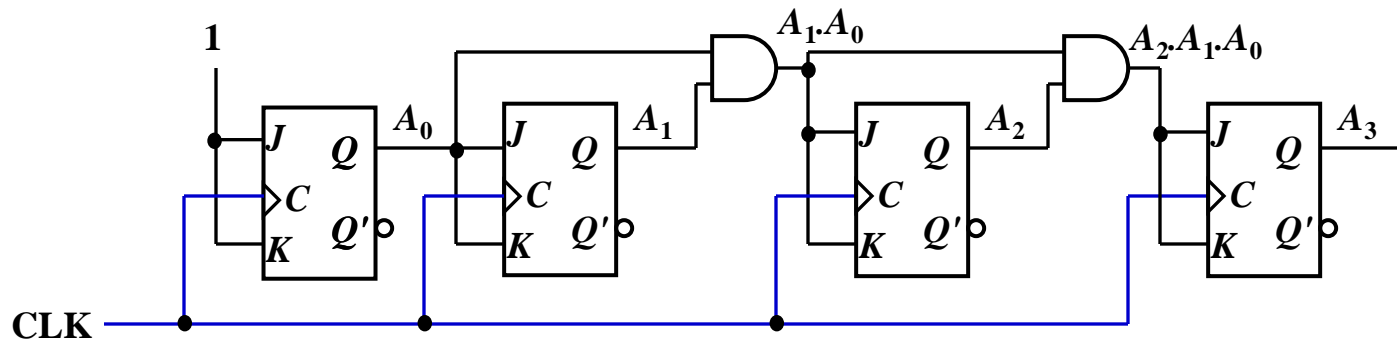 1
A₁.A₀
A₂.A₁.A₀
A₀
A₁
A₂
A₃
J Q
C
K Q'
J Q
C
K Q'
J Q
C
K Q'
J Q
C
K Q'
CLK